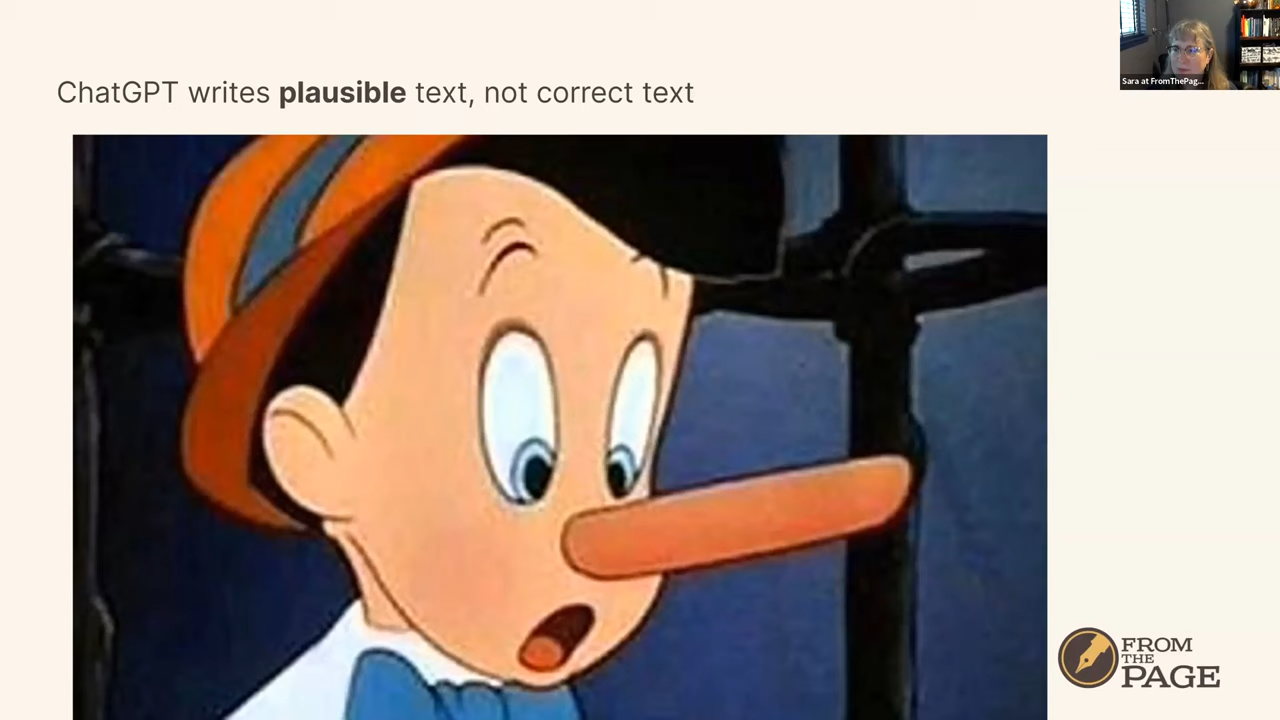 ChatGPT writes plausible text, not correct text
Sara at FromThePag...
FROM
THE
PAGE